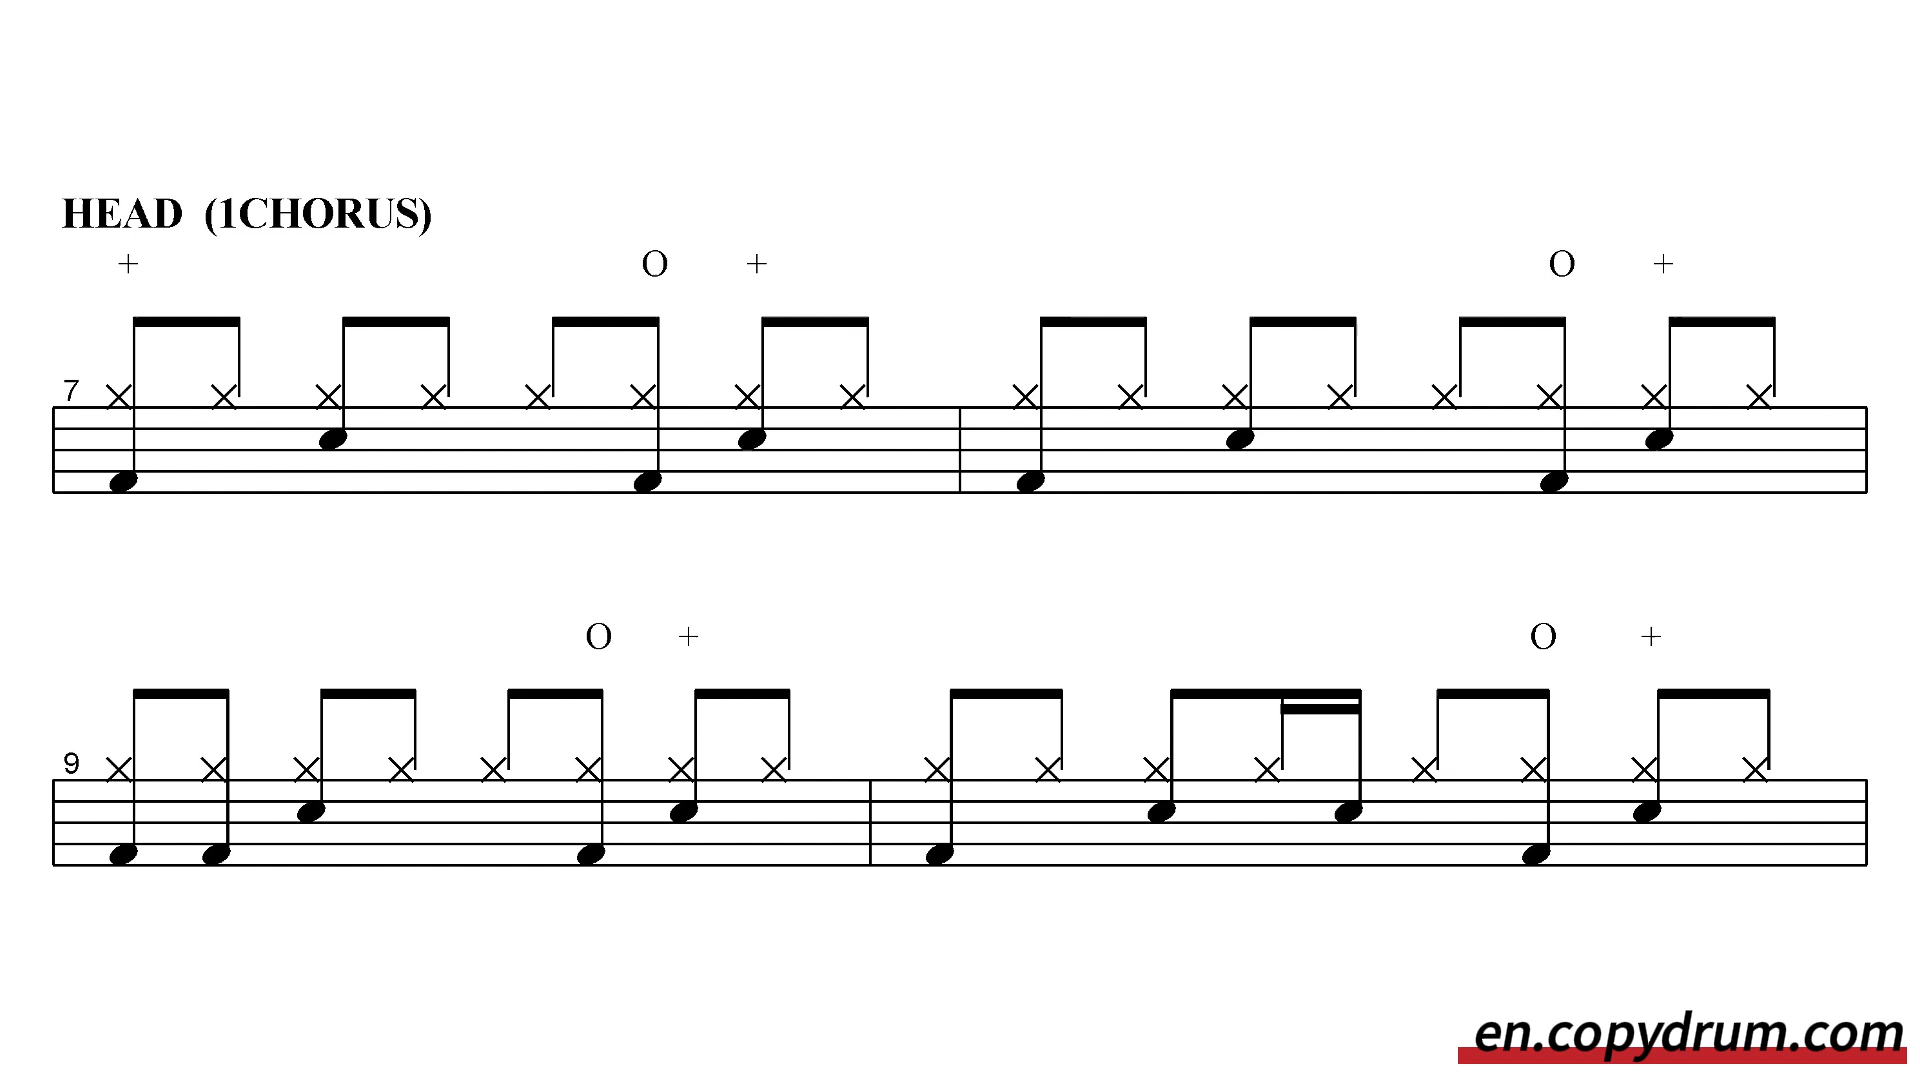 HEAD (1CHORUS)
+ O + O +
7
O + O +
9
en.copydrum.com